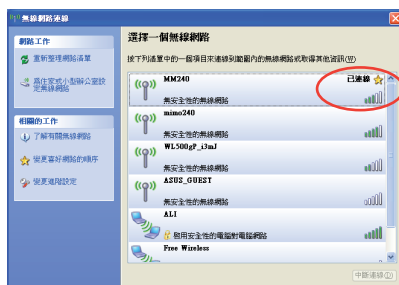 無線網路連線
網路工作
重新整理網路清單
為住家或小型辦公室設定無線網路
相關的工作
了解有關無線網路
變更喜好網路的順序
變更進階設定
選擇一個無線網路
按下列清單中的一個項目來連線到範圍內的無線網路或取得其他資訊(W)
MM240
已連線
無安全性的無線網路
mimo240
無安全性的無線網路
WL500gP_i3mJ
無安全性的無線網路
ASUS_GUEST
無安全性的無線網路
ALI
啟用安全性的電腦對電腦網路
Free Wireless
中斷連線(D)